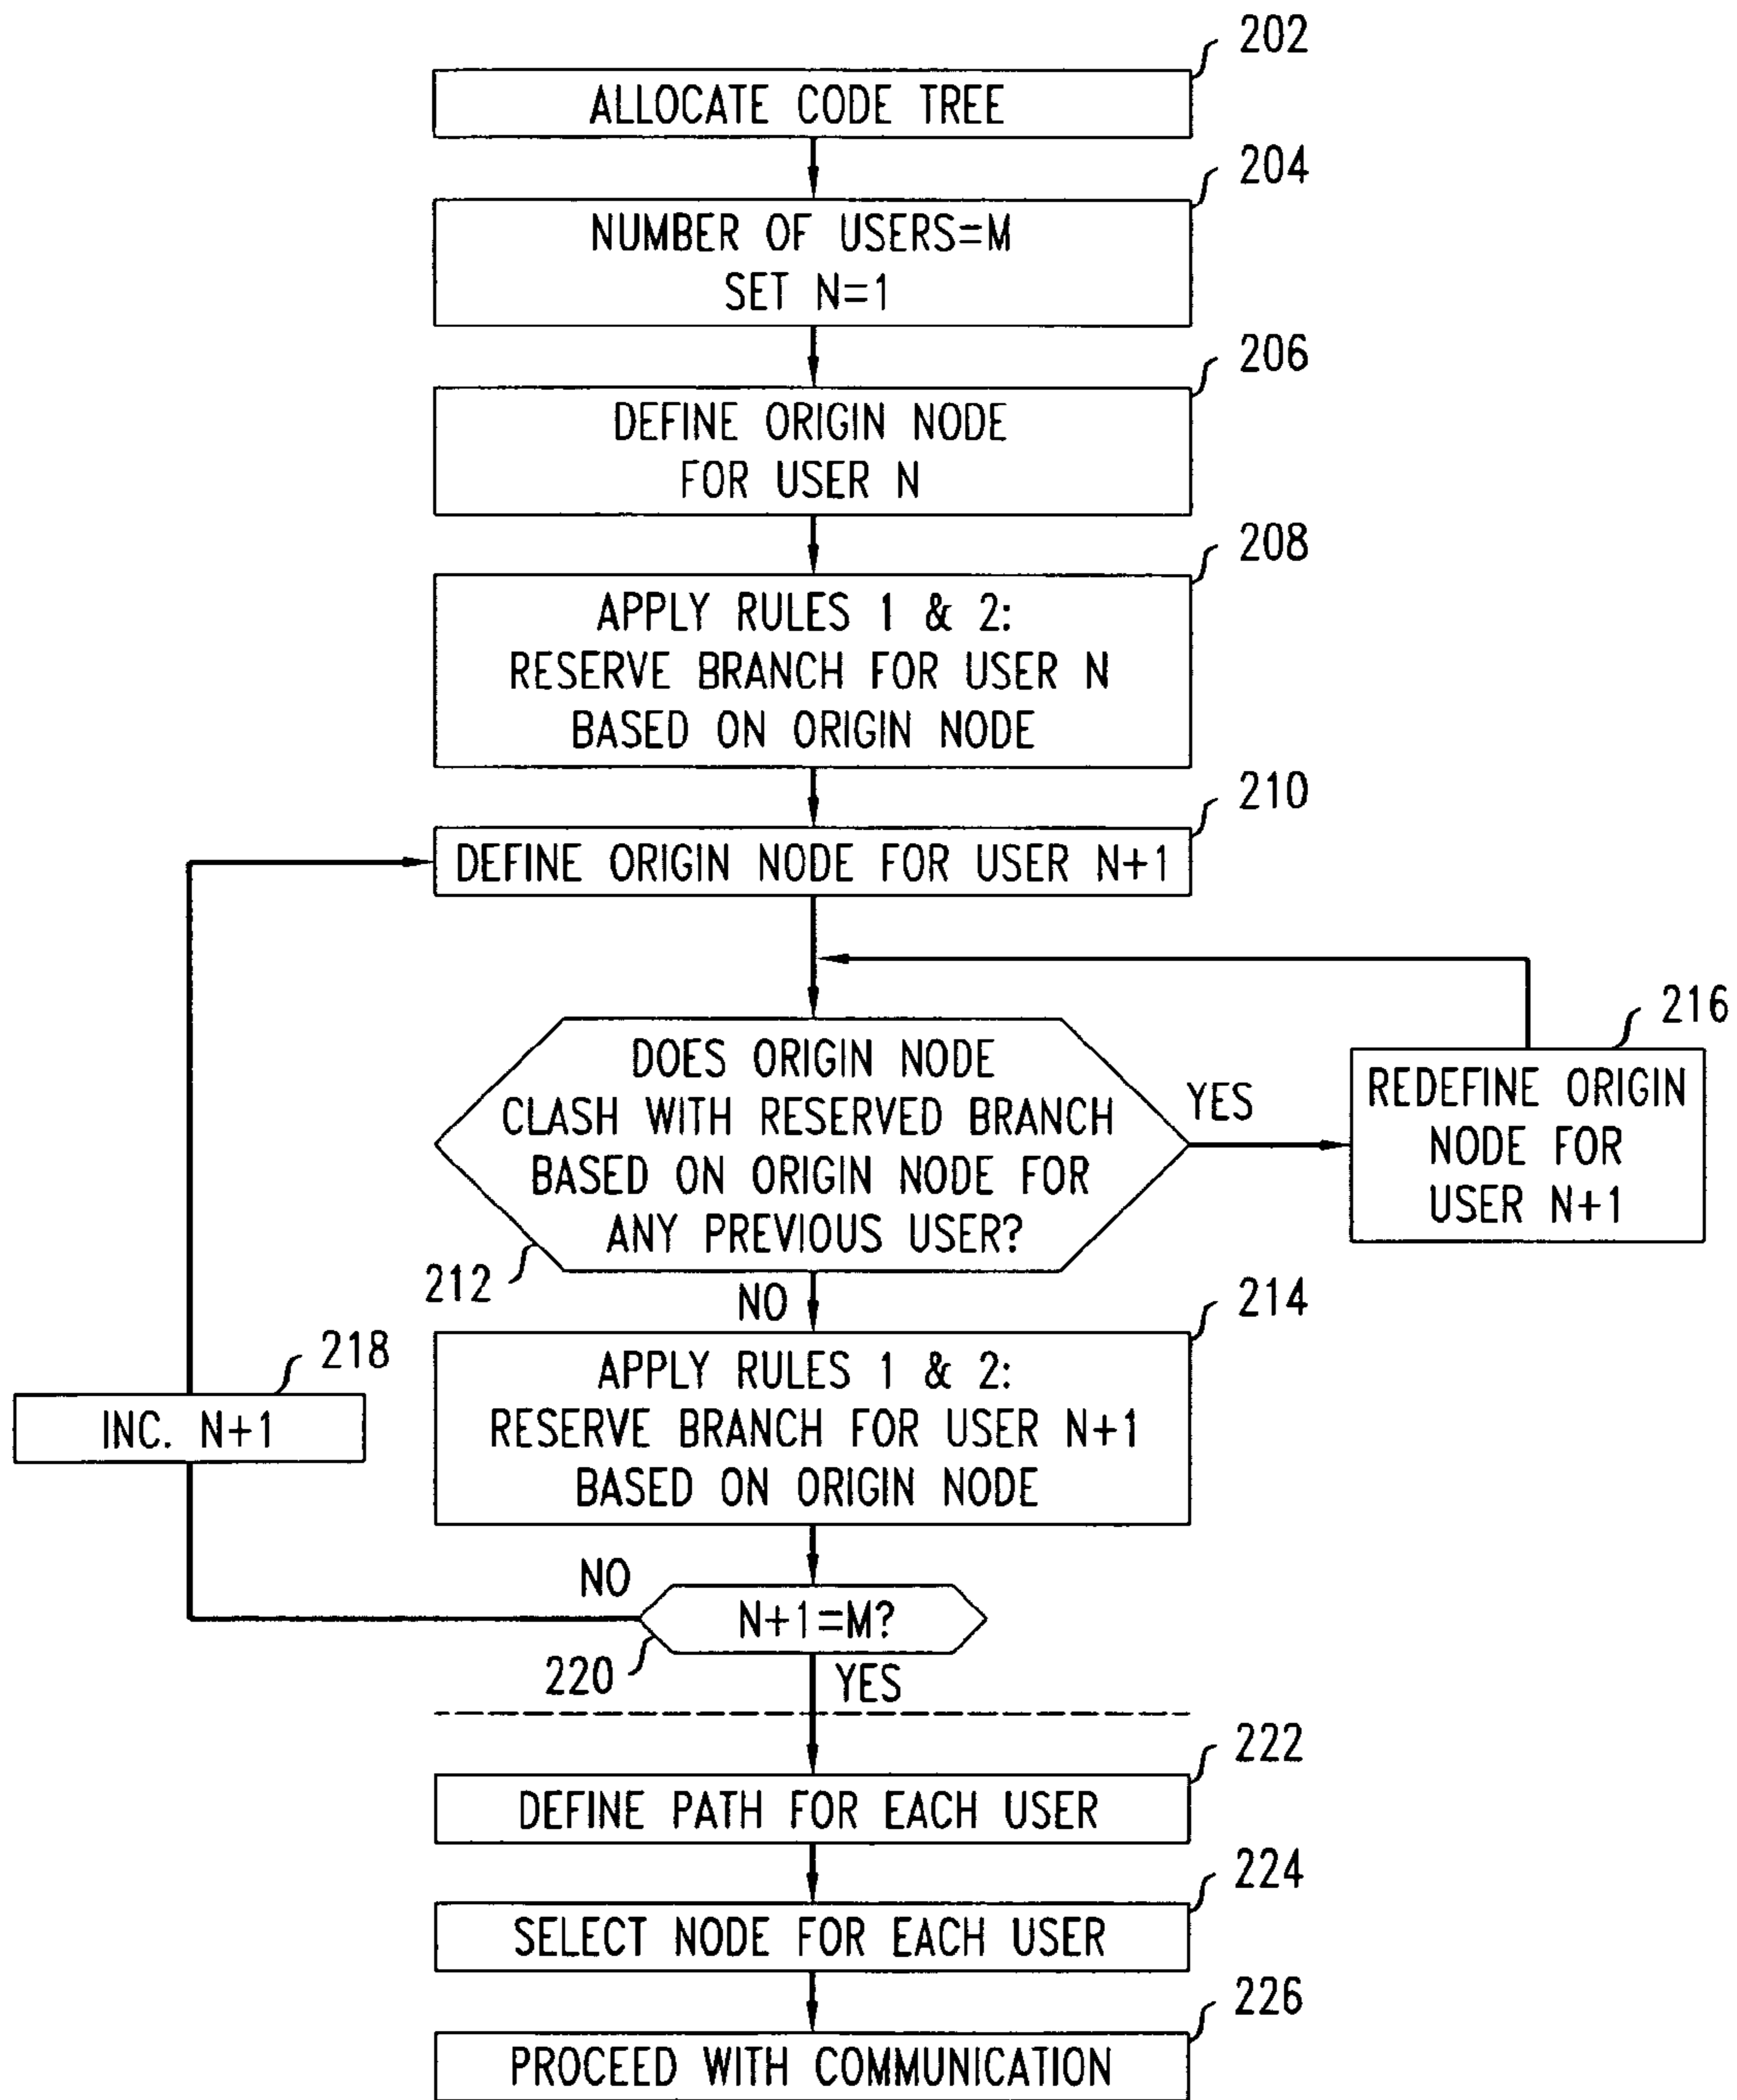 202
ALLOCATE CODE TREE
204
NUMBER OF USERS=M
SET N=1
206
DEFINE ORIGIN NODE
FOR USER N
208
APPLY RULES 1 & 2:
RESERVE BRANCH FOR USER N
BASED ON ORIGIN NODE
210
DEFINE ORIGIN NODE FOR USER N+1
216
REDEFINE ORIGIN
NODE FOR
USER N+1
DOES ORIGIN NODE
CLASH WITH RESERVED BRANCH
BASED ON ORIGIN NODE FOR
ANY PREVIOUS USER?
YES
212
NO
214
APPLY RULES 1 & 2:
RESERVE BRANCH FOR USER N+1
BASED ON ORIGIN NODE
218
INC. N+1
NO
N+1=M?
220
YES
222
DEFINE PATH FOR EACH USER
224
SELECT NODE FOR EACH USER
226
PROCEED WITH COMMUNICATION